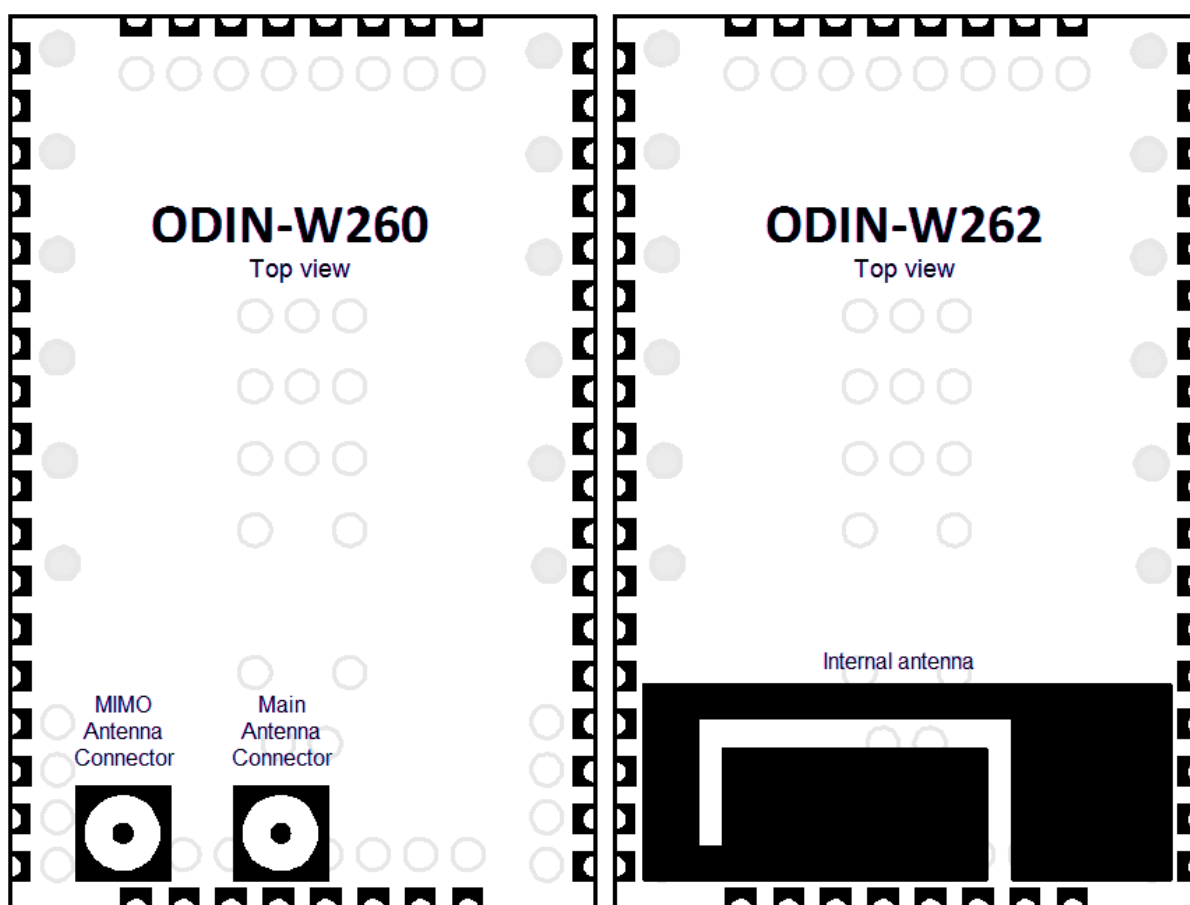 ODIN-W260
Top view
MIMO
Antenna
Connector
Main
Antenna
Connector
ODIN-W262
Top view
Internal antenna